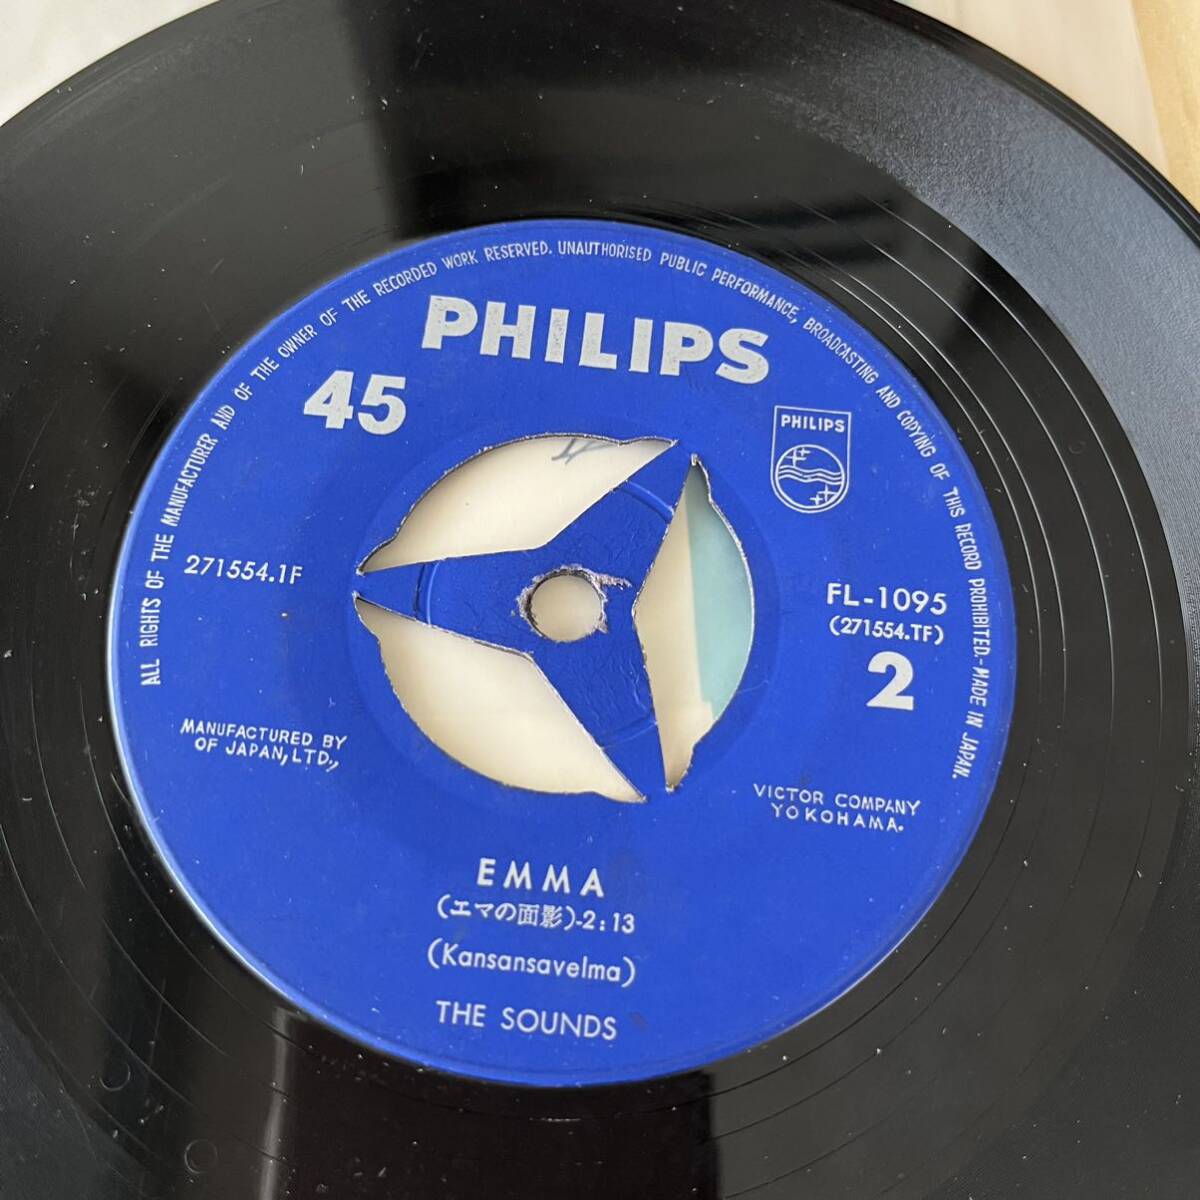 ALL RIGHTS OF THE MANUFACTURER AND OF THE OWNER OF THE RECORDED WORK RESERVED. UNAUTHORISED PUBLIC PERFORMANCE, BROADCASTING AND COPYING OF THIS RECORD PROHIBITED-MADE IN JAPAN.
PHILIPS
45
PHILIPS
271554.1F
FL-1095
(271554.TF)
2
MANUFACTURED BY
OF JAPAN, LTD.,
VICTOR COMPANY
YOKOHAMA.
EMMA
(エマの面影)-2:13
(Kansansavelma)
THE SOUNDS